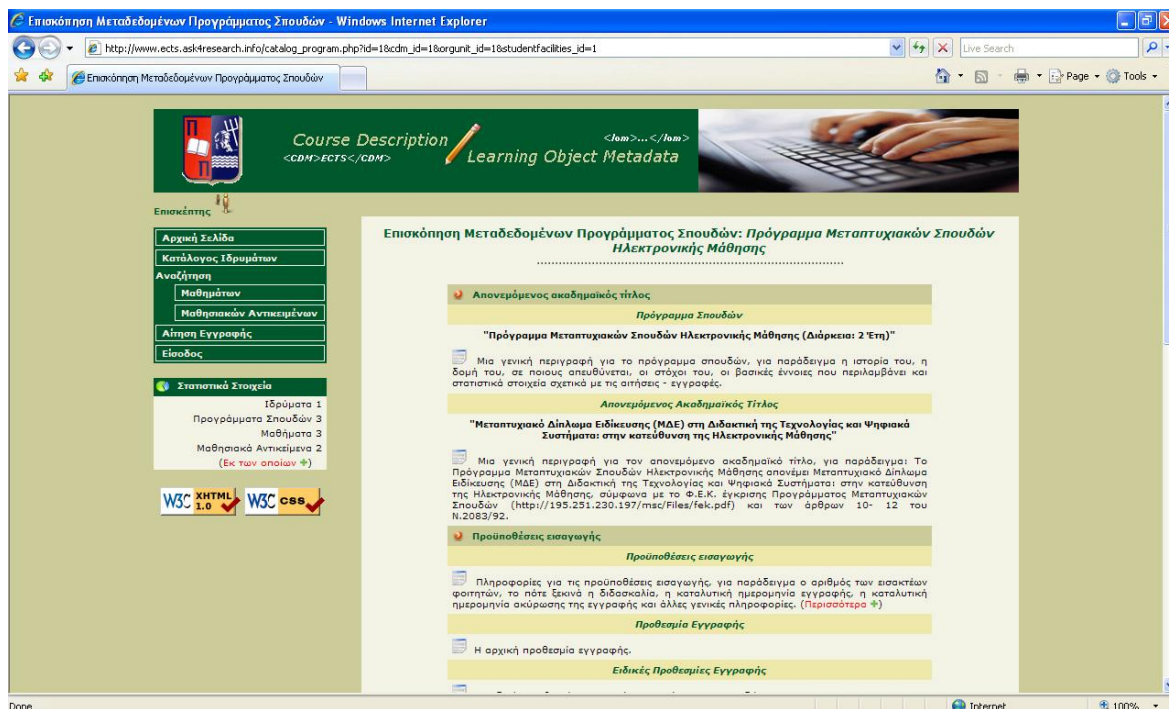 Επισκόπηση Μεταδεδομένων Προγράμματος Σπουδών - Windows Internet Explorer
http://www.ects.ask4research.info/catalog_program.php?id=1&cdm_id=1&orgunit_id=1&studentfacilities_id=1
Live Search
Επισκόπηση Μεταδεδομένων Προγράμματος Σπουδών
Page
Tools
Course Description
<CDM>ECTS</CDM>
<lom>...</lom>
Learning Object Metadata
Επισκέπτης
Αρχική Σελίδα
Κατάλογος Ιδρυμάτων
Αναζήτηση
Μαθημάτων
Μαθησιακών Αντικειμένων
Αίτηση Εγγραφής
Είσοδος
Στατιστικά Στοιχεία
Ιδρύματα 1
Προγράμματα Σπουδών 3
Μαθήματα 3
Μαθησιακά Αντικείμενα 2
(Εκ των οποίων +)
W3C XHTML 1.0
W3C css
Επισκόπηση Μεταδεδομένων Προγράμματος Σπουδών: Πρόγραμμα Μεταπτυχιακών Σπουδών
Ηλεκτρονικής Μάθησης
Απονεμόμενος ακαδημαϊκός τίτλος
Πρόγραμμα Σπουδών
"Πρόγραμμα Μεταπτυχιακών Σπουδών Ηλεκτρονικής Μάθησης (Διάρκεια: 2 Έτη)"
Μια γενική περιγραφή για το πρόγραμμα σπουδών, για παράδειγμα η ιστορία του, η
δομή του, σε ποιους απευθύνεται, οι στόχοι του, οι βασικές έννοιες που περιλαμβάνει και
στατιστικά στοιχεία σχετικά με τις αιτήσεις - εγγραφές.
Απονεμόμενος Ακαδημαϊκός Τίτλος
"Μεταπτυχιακό Δίπλωμα Ειδίκευσης (ΜΔΕ) στη Διδακτική της Τεχνολογίας και Ψηφιακά
Συστήματα: στην κατεύθυνση της Ηλεκτρονικής Μάθησης"
Μια γενική περιγραφή για τον απονεμόμενο ακαδημαϊκό τίτλο, για παράδειγμα: Το
Πρόγραμμα Μεταπτυχιακών Σπουδών Ηλεκτρονικής Μάθησης απονέμει Μεταπτυχιακό Δίπλωμα
Ειδίκευσης (ΜΔΕ) στη Διδακτική της Τεχνολογίας και Ψηφιακά Συστήματα: στην κατεύθυνση
της Ηλεκτρονικής Μάθησης, σύμφωνα με το Φ.Ε.Κ. έγκρισης Προγράμματος Μεταπτυχιακών
Σπουδών (http://195.251.230.197/msc/Files/fek.pdf) και των άρθρων 10- 12 του
Ν.2083/92.
Προϋποθέσεις εισαγωγής
Προϋποθέσεις εισαγωγής
Πληροφορίες για τις προϋποθέσεις εισαγωγής, για παράδειγμα ο αριθμός των εισακτέων
φοιτητών, το πότε ξεκινά η διδασκαλία, η καταλυτική ημερομηνία εγγραφής, η καταλυτική
ημερομηνία ακύρωσης της εγγραφής και άλλες γενικές πληροφορίες. (Περισσότερα +)
Προθεσμία Εγγραφής
Η αρχική προθεσμία εγγραφής.
Ειδικές Προθεσμίες Εγγραφής
Done
Internet
100%